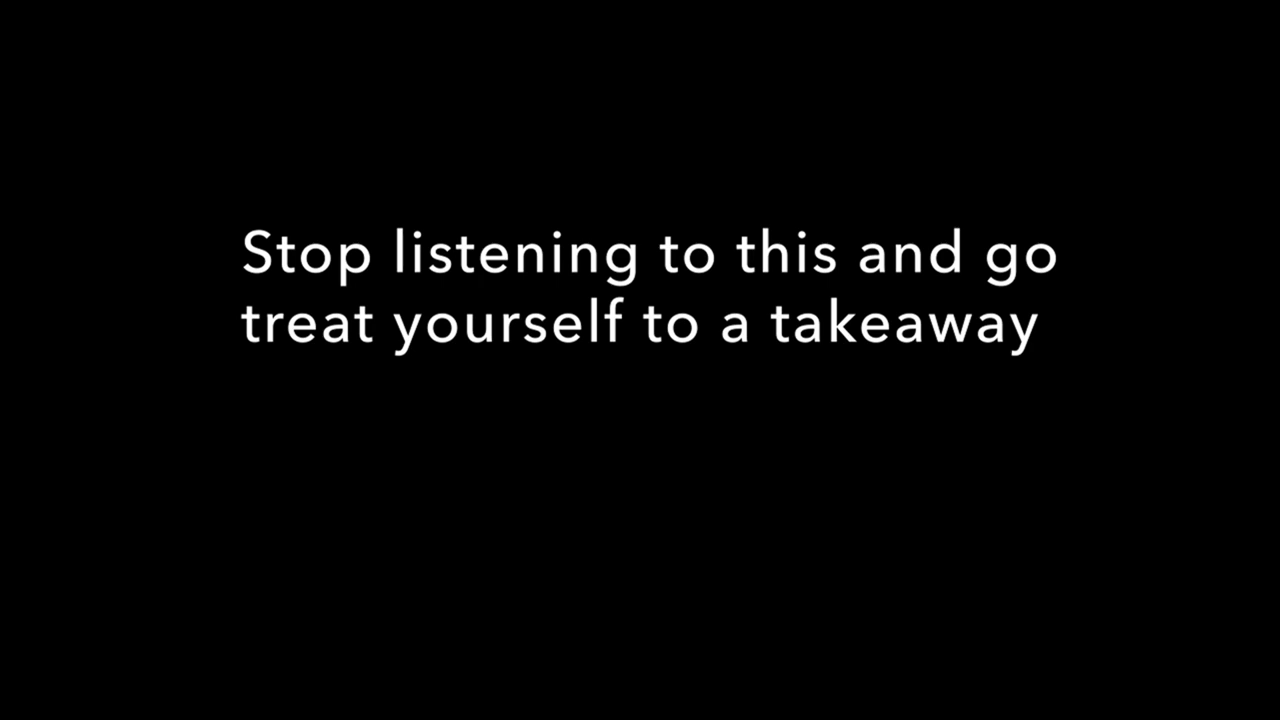 Stop listening to this and go
treat yourself to a takeaway